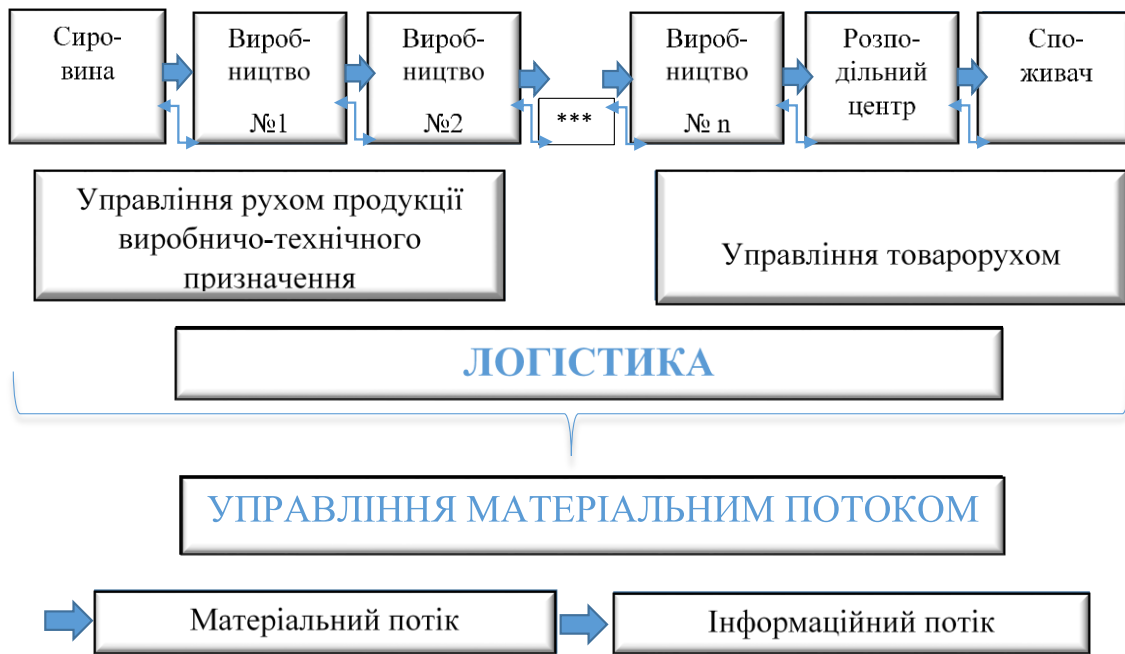 Сиро-
вина
Вироб-
ництво
№1
Вироб-
ництво
№2
***
Вироб-
ництво
№ n
Розпо-
дільний
центр
Спо-
живач
Управління рухом продукції
виробничо-технічного
призначення
Управління товарорухом
ЛОГІСТИКА
УПРАВЛІННЯ МАТЕРІАЛЬНИМ ПОТОКОМ
Матеріальний потік
Інформаційний потік